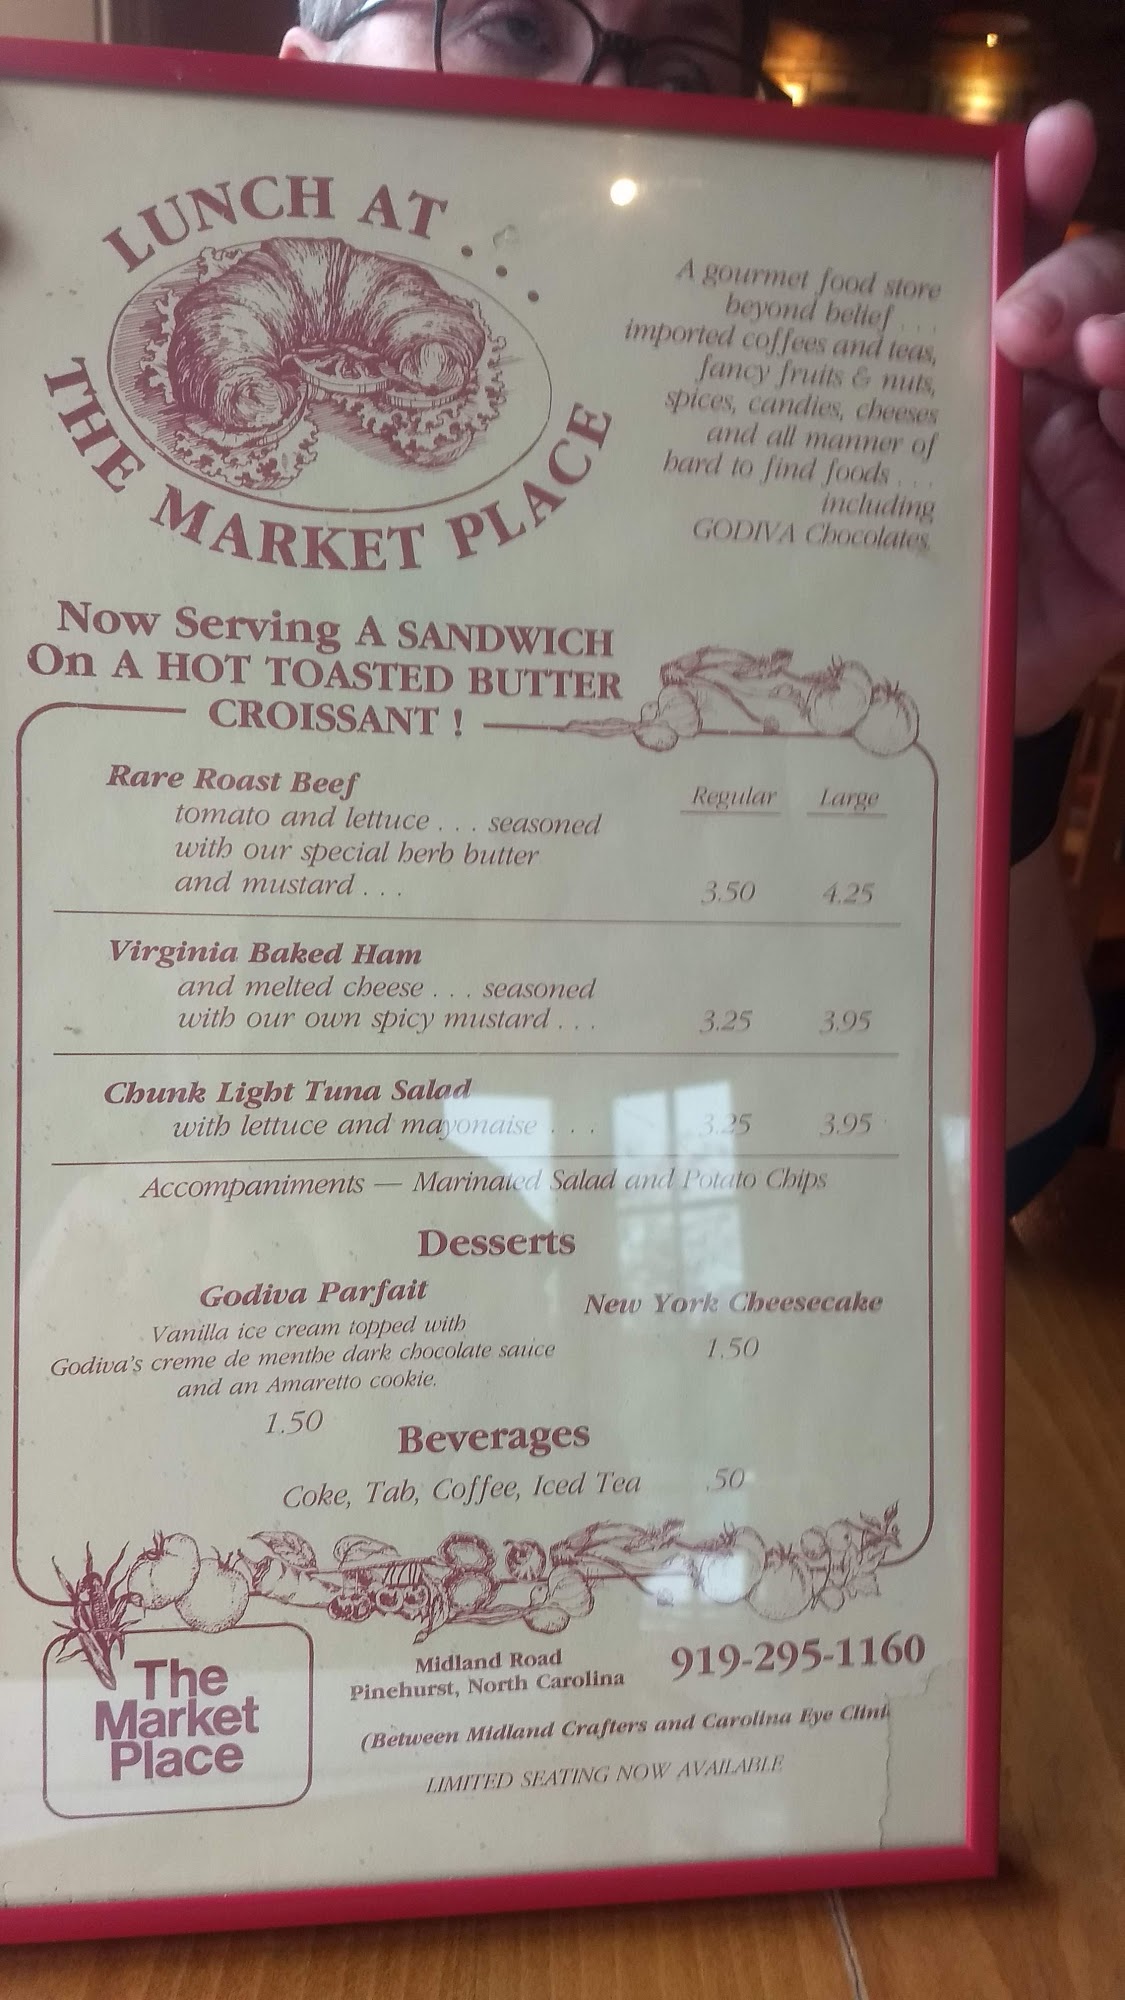 LUNCH AT...
THE MARKET PLACE
A gourmet food store
beyond belief . . .
imported coffees and teas,
fancy fruits & nuts,
spices, candies, cheeses
and all manner of
hard to find foods . . .
including
GODIVA Chocolates.
Now Serving A SANDWICH
On A HOT TOASTED BUTTER
CROISSANT !
Regular Large
Rare Roast Beef
tomato and lettuce . . . seasoned
with our special herb butter
and mustard . . . 3.50 4.25
Virginia Baked Ham
and melted cheese . . . seasoned
with our own spicy mustard . . . 3.25 3.95
Chunk Light Tuna Salad
with lettuce and mayonaise . . . 3.25 3.95
Accompaniments — Marinated Salad and Potato Chips
Desserts
Godiva Parfait
Vanilla ice cream topped with
Godiva's creme de menthe dark chocolate sauce
and an Amaretto cookie.
1.50
New York Cheesecake
1.50
Beverages
Coke, Tab, Coffee, Iced Tea .50
The
Market
Place
Midland Road
Pinehurst, North Carolina
919-295-1160
(Between Midland Crafters and Carolina Eye Clini
LIMITED SEATING NOW AVAILABLE